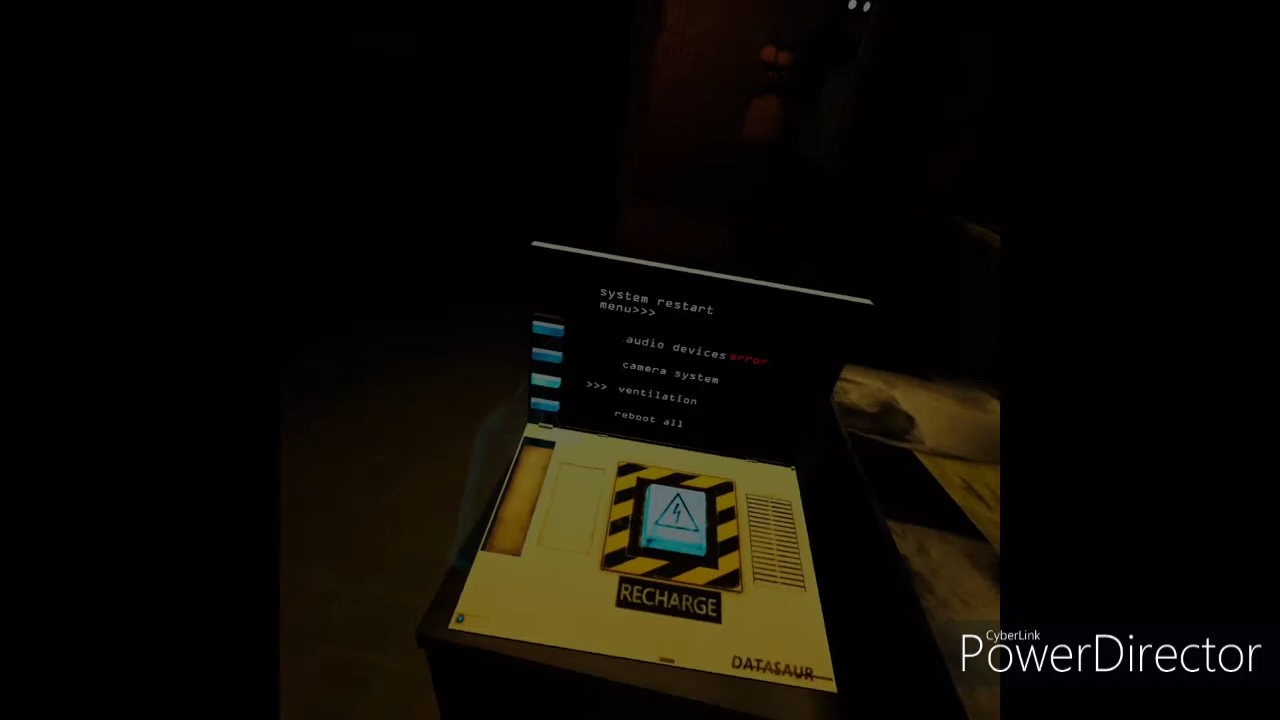 system restart
menu>>>
audio devices error
camera system
>>> ventilation
reboot all
RECHARGE
DATASAUR
CyberLink
PowerDirector